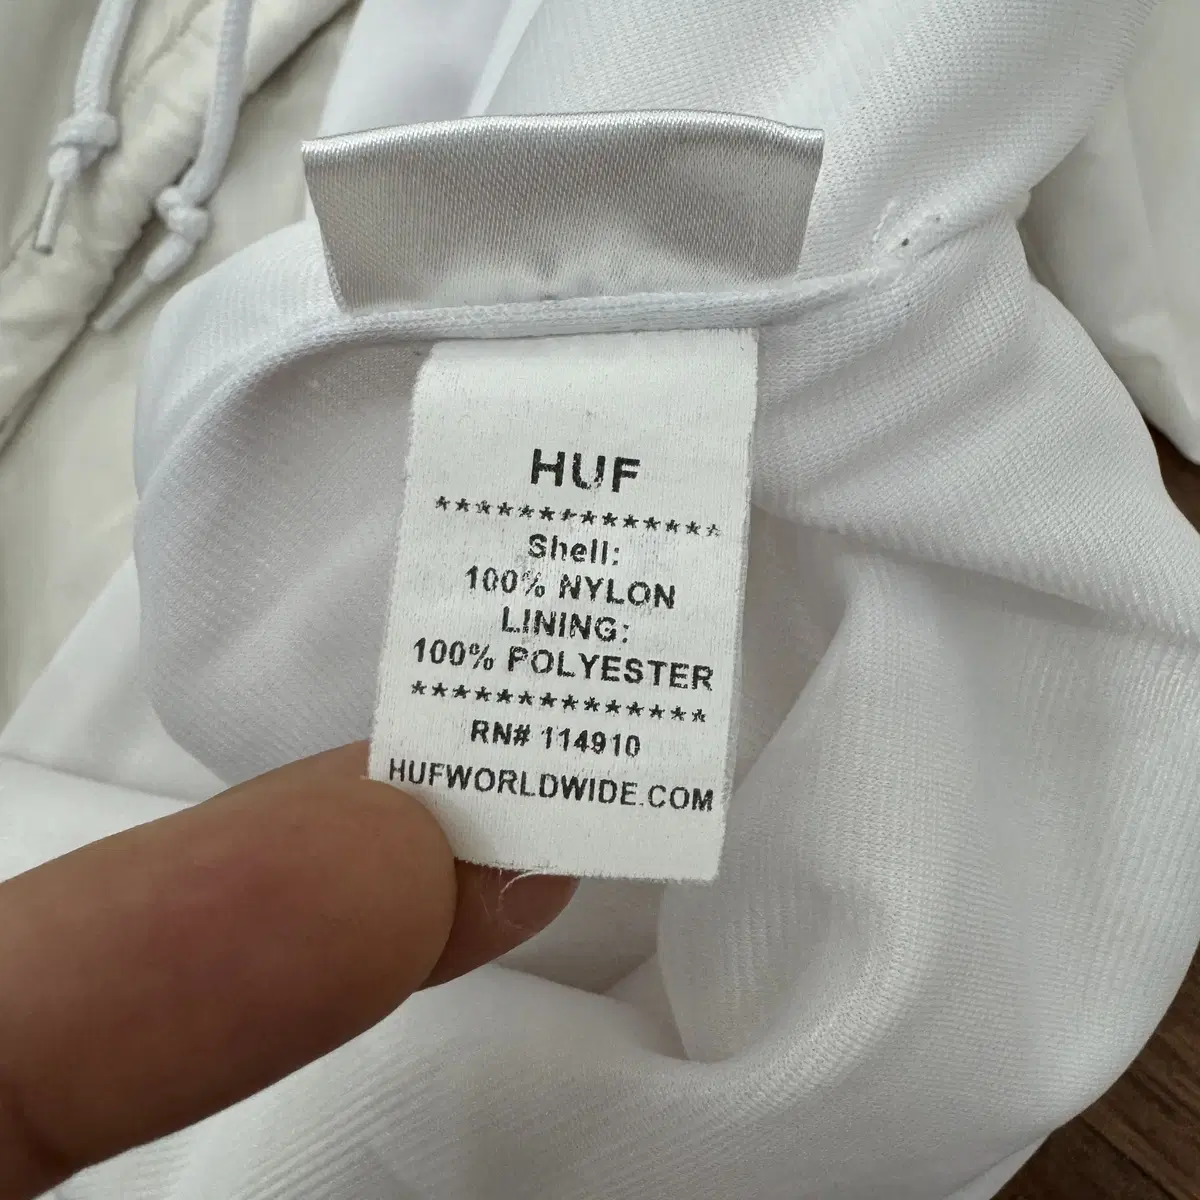 HUF
**************
Shell:
100% NYLON
LINING:
100% POLYESTER
**************
RN# 114910
HUFWORLDWIDE.COM